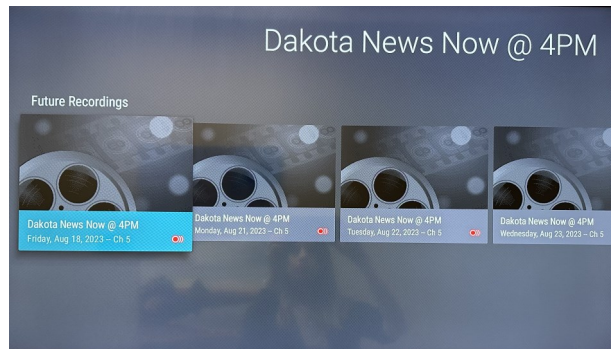 Dakota News Now @ 4PM
Future Recordings
Dakota News Now @ 4PM
Friday, Aug 18, 2023 – Ch 5
Dakota News Now @ 4PM
Monday, Aug 21, 2023 – Ch 5
Dakota News Now @ 4PM
Tuesday, Aug 22, 2023 – Ch 5
Dakota News Now @ 4PM
Wednesday, Aug 23, 2023 – Ch 5